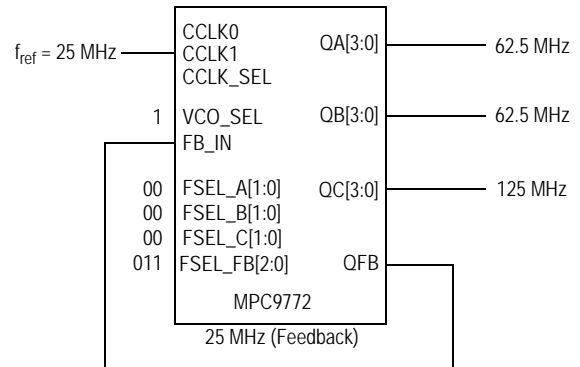 CCLK0
f_ref = 25 MHz CCLK1 QA[3:0] 62.5 MHz
CCLK_SEL
1 VCO_SEL QB[3:0] 62.5 MHz
FB_IN
00 FSEL_A[1:0] QC[3:0] 125 MHz
00 FSEL_B[1:0]
00 FSEL_C[1:0]
011 FSEL_FB[2:0] QFB
MPC9772
25 MHz (Feedback)